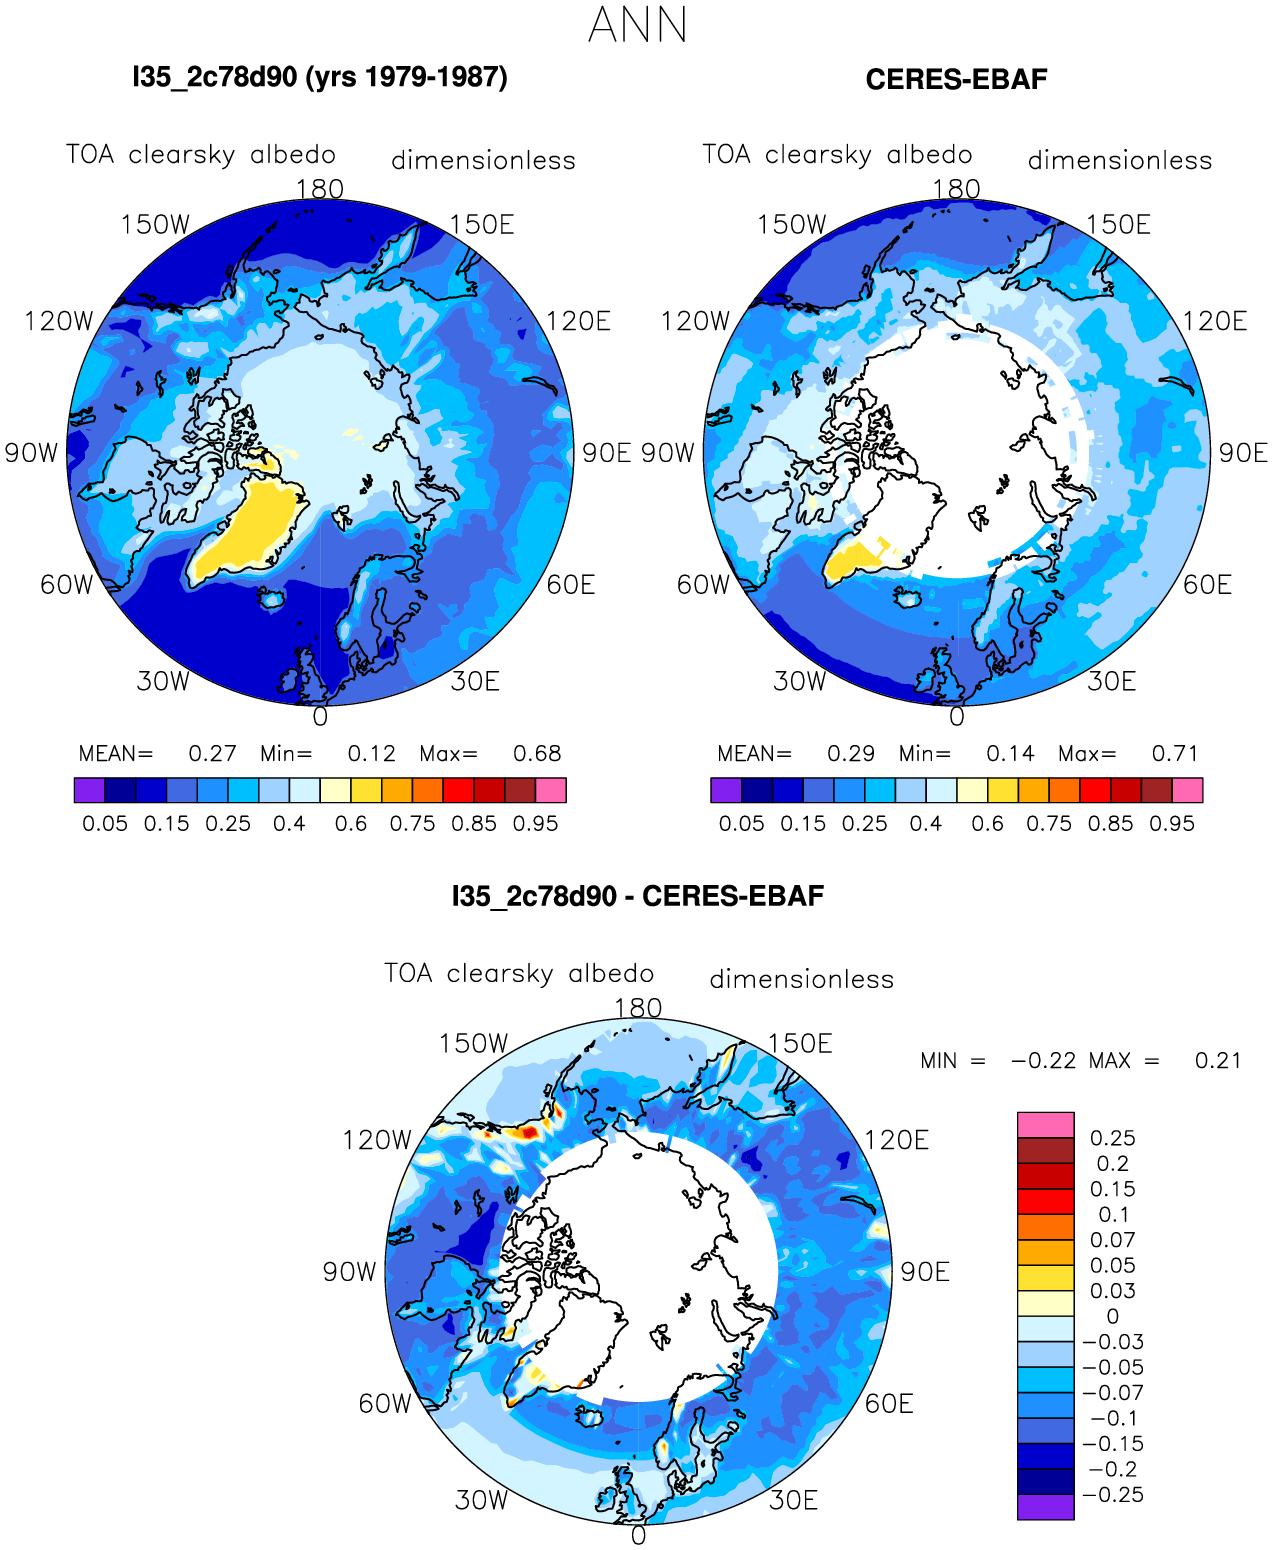 ANN
I35_2c78d90 (yrs 1979-1987)
CERES-EBAF
TOA clearsky albedo dimensionless
TOA clearsky albedo dimensionless
180
150W 150E
120W 120E
90W 90E
60W 60E
30W 30E
0
180
150W 150E
120W 120E
90W 90E
60W 60E
30W 30E
0
MEAN= 0.27 Min= 0.12 Max= 0.68
0.05 0.15 0.25 0.4 0.6 0.75 0.85 0.95
MEAN= 0.29 Min= 0.14 Max= 0.71
0.05 0.15 0.25 0.4 0.6 0.75 0.85 0.95
I35_2c78d90 - CERES-EBAF
TOA clearsky albedo dimensionless
180
150W 150E
120W 120E
90W 90E
60W 60E
30W 30E
0
MIN = -0.22 MAX = 0.21
0.25
0.2
0.15
0.1
0.07
0.05
0.03
0
-0.03
-0.05
-0.07
-0.1
-0.15
-0.2
-0.25